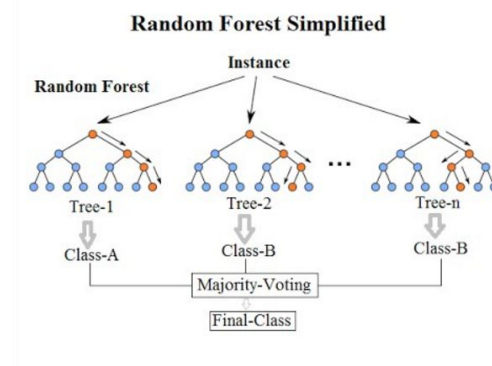 Random Forest Simplified
Instance
Random Forest
...
Tree-1
Tree-2
Tree-n
Class-A
Class-B
Class-B
Majority-Voting
Final-Class